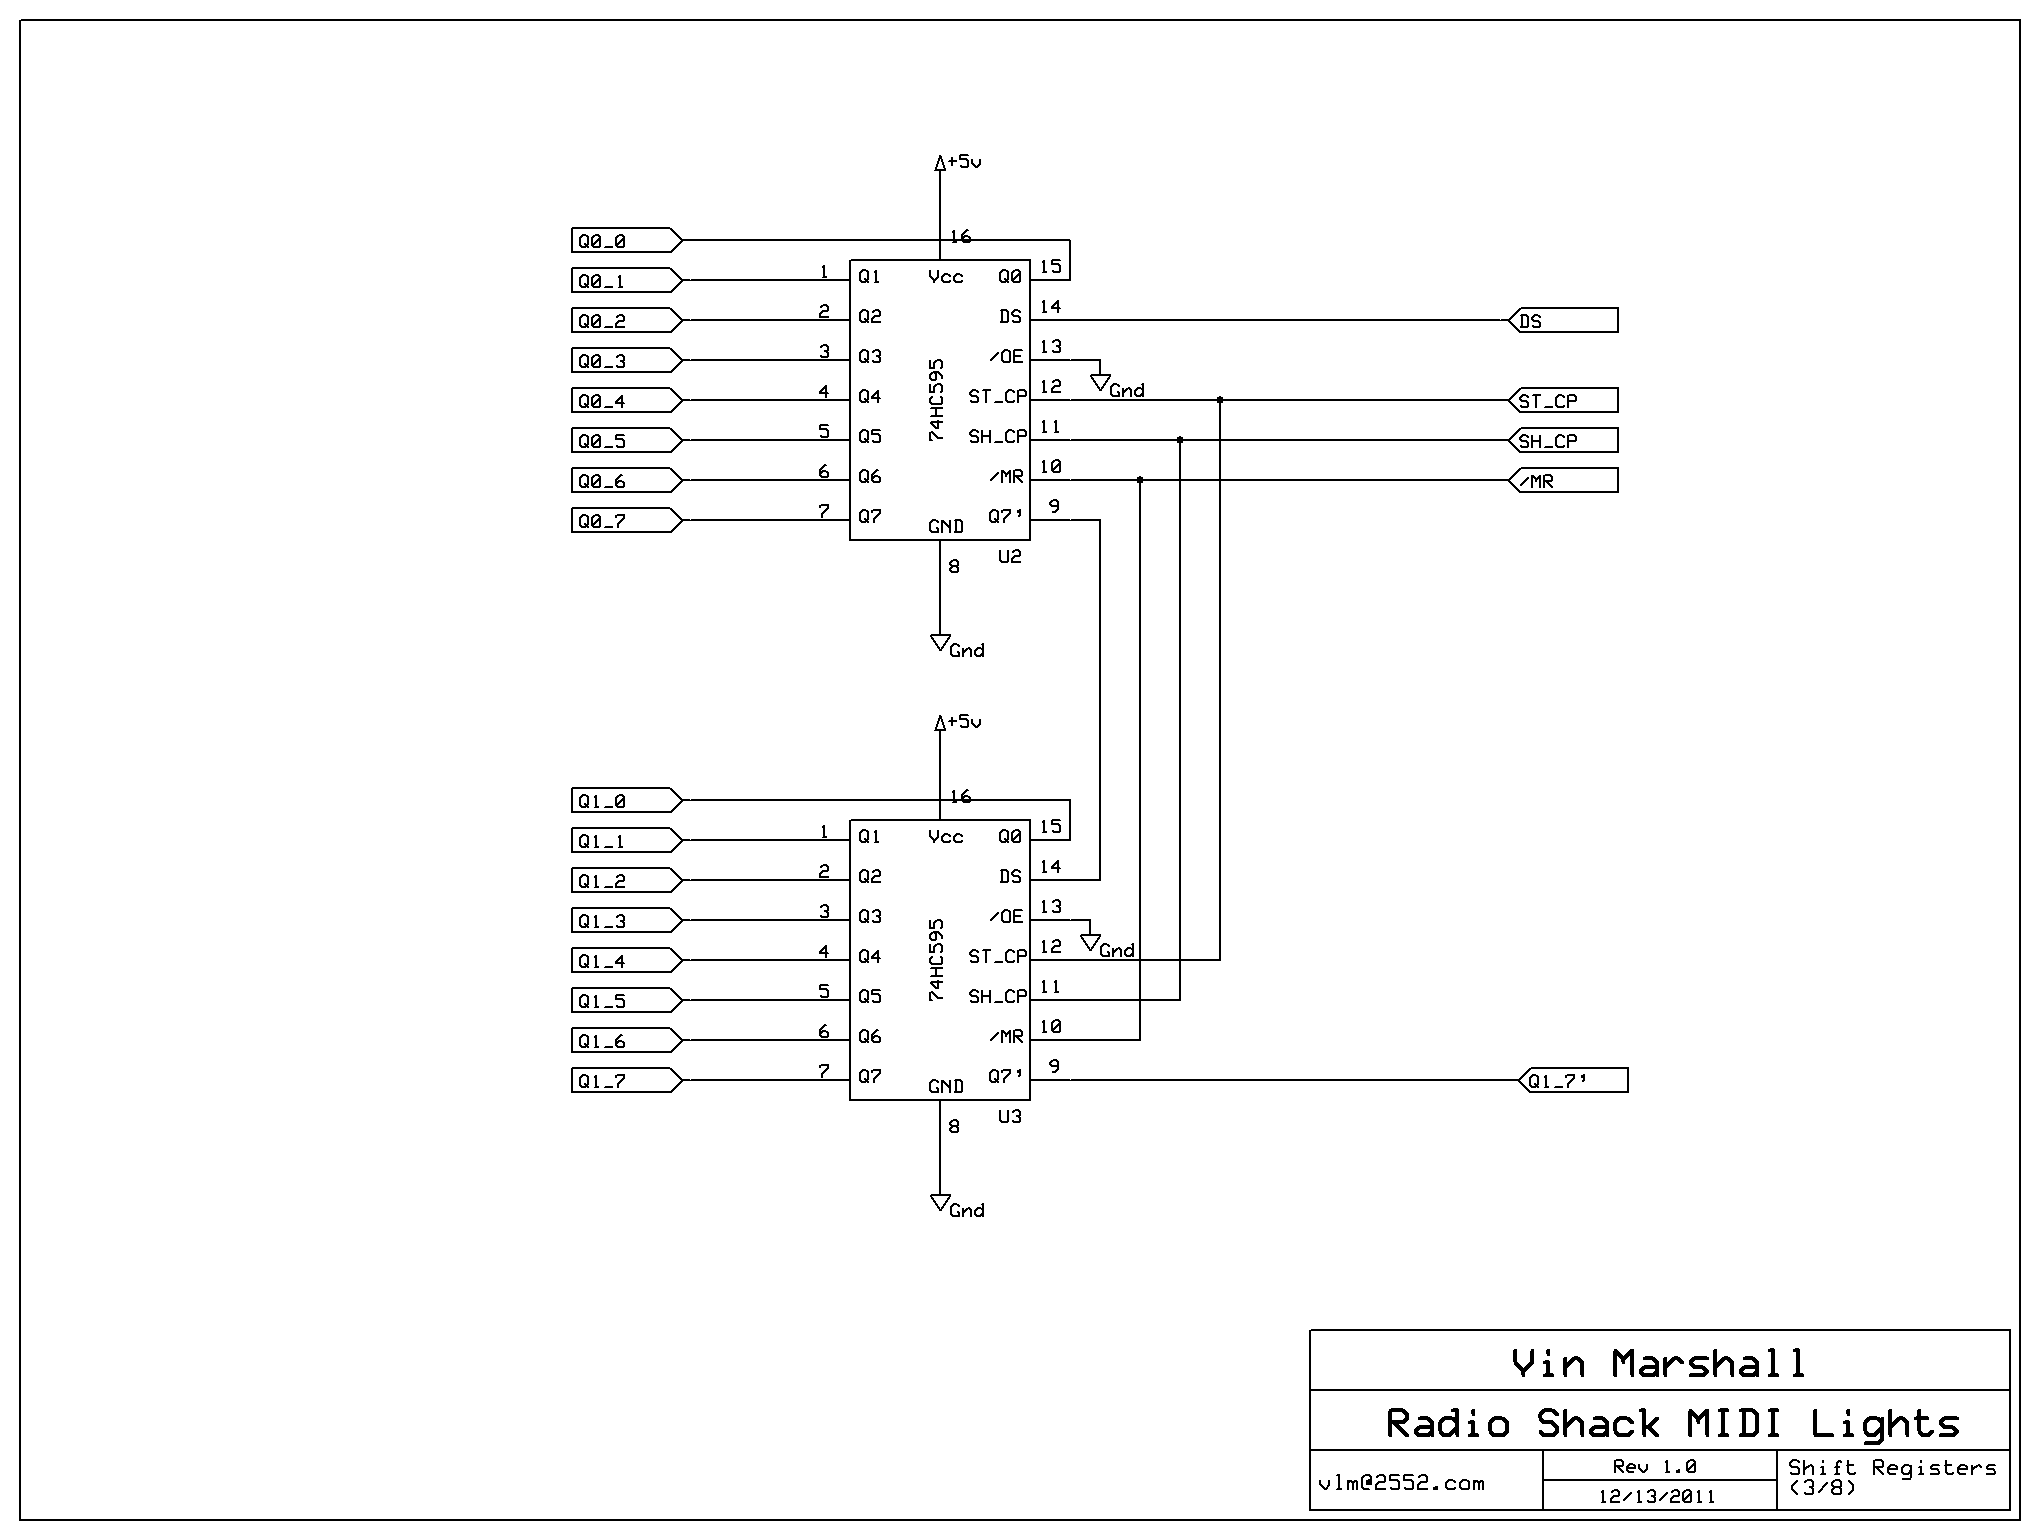 +5v
Q0_0
16
Q0_1 1 Q1 Vcc Q0 15
Q0_2 2 Q2 DS 14 DS
Q0_3 3 Q3 /OE 13
Gnd
Q0_4 4 Q4 ST_CP 12 ST_CP
74HC595
Q0_5 5 Q5 SH_CP 11 SH_CP
Q0_6 6 Q6 /MR 10 /MR
Q0_7 7 Q7 GND Q7' 9
8 U2
Gnd
+5v
Q1_0
16
Q1_1 1 Q1 Vcc Q0 15
Q1_2 2 Q2 DS 14
Q1_3 3 Q3 /OE 13
Gnd
Q1_4 4 Q4 ST_CP 12
74HC595
Q1_5 5 Q5 SH_CP 11
Q1_6 6 Q6 /MR 10
Q1_7 7 Q7 GND Q7' 9 Q1_7'
8 U3
Gnd
Vin Marshall
Radio Shack MIDI Lights
vlm@2552.com
Rev 1.0
12/13/2011
Shift Registers
(3/8)